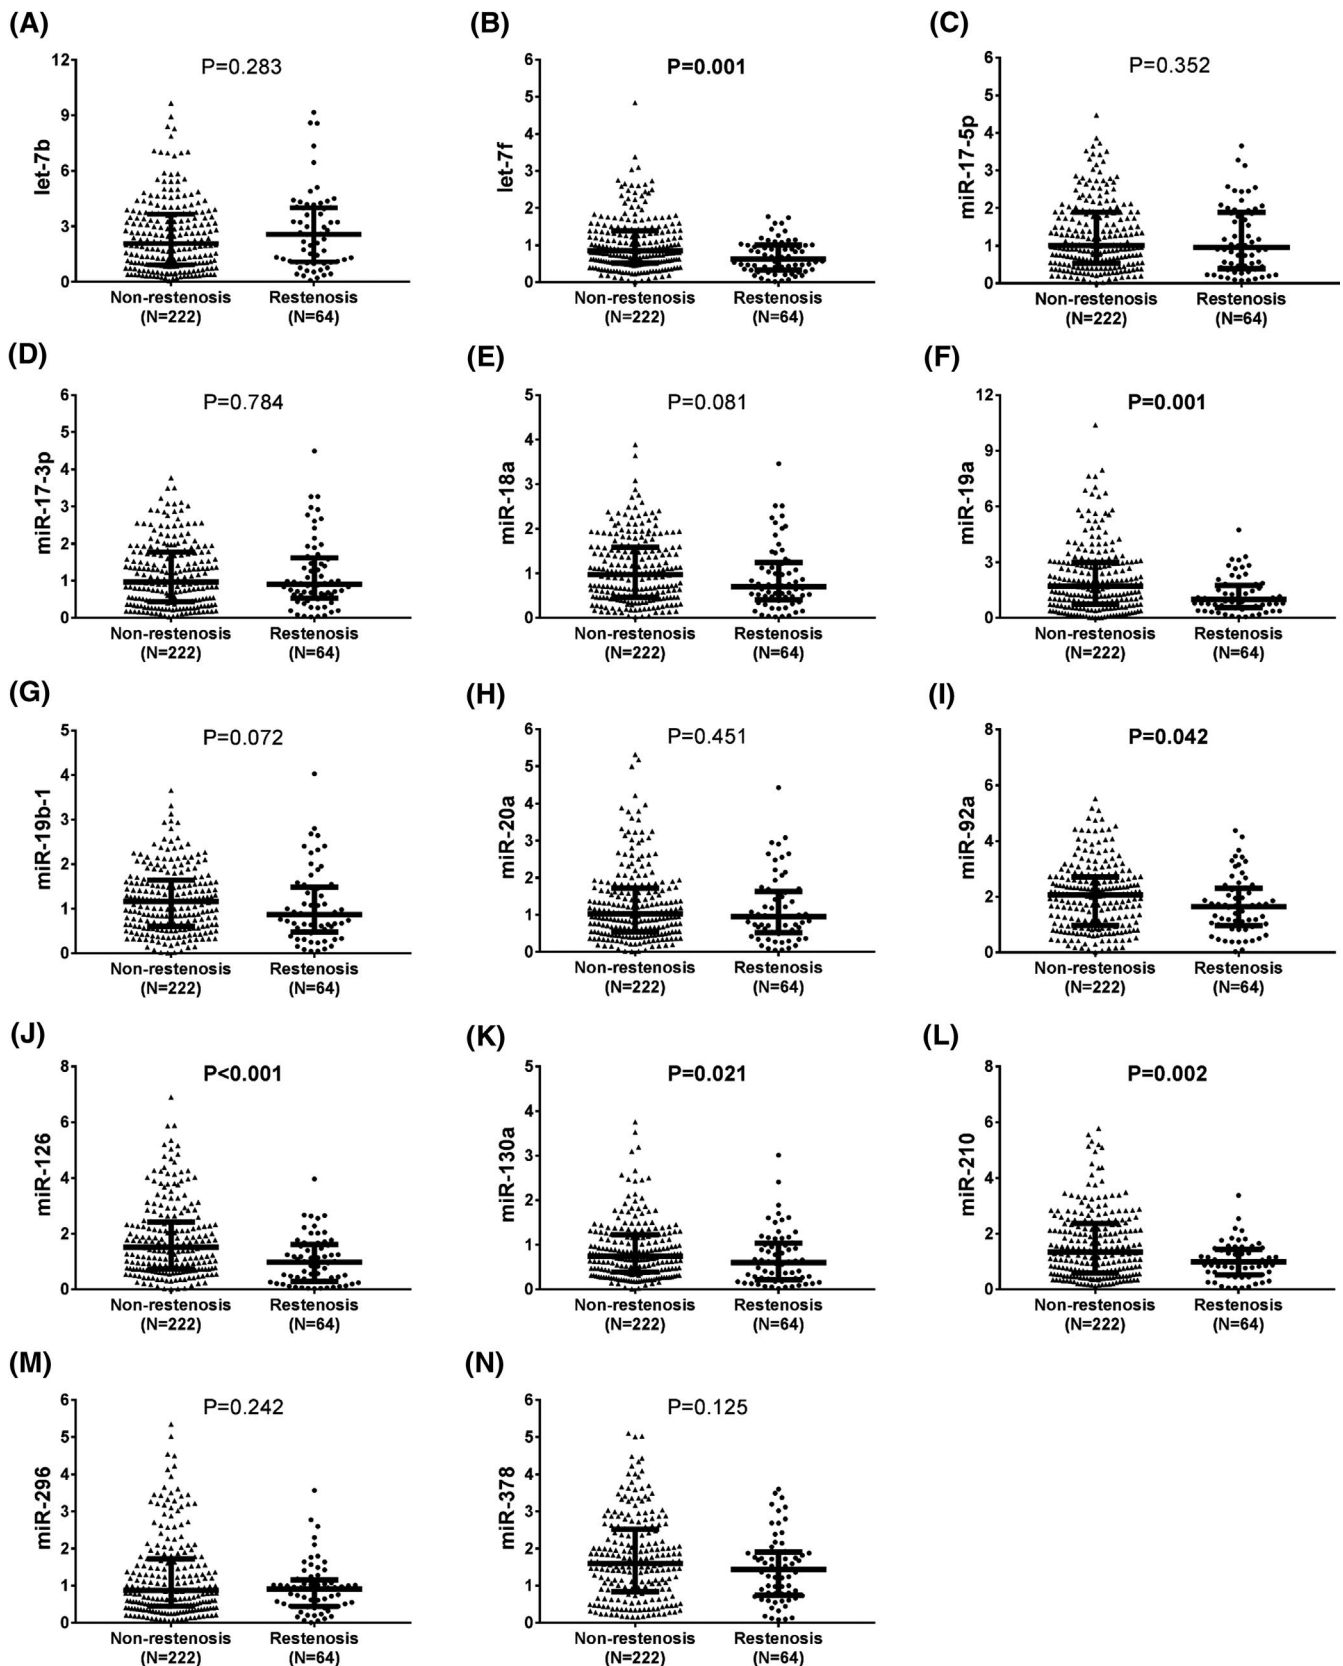 (A)
P=0.283
let-7b
12
9
6
3
0
Non-restenosis Restenosis
(N=222) (N=64)
(B)
P=0.001
let-7f
6
5
4
3
2
1
0
Non-restenosis Restenosis
(N=222) (N=64)
(C)
P=0.352
miR-17-5p
6
5
4
3
2
1
0
Non-restenosis Restenosis
(N=222) (N=64)
(D)
P=0.784
miR-17-3p
6
5
4
3
2
1
0
Non-restenosis Restenosis
(N=222) (N=64)
(E)
P=0.081
miR-18a
5
4
3
2
1
0
Non-restenosis Restenosis
(N=222) (N=64)
(F)
P=0.001
miR-19a
12
9
6
3
0
Non-restenosis Restenosis
(N=222) (N=64)
(G)
P=0.072
miR-19b-1
5
4
3
2
1
0
Non-restenosis Restenosis
(N=222) (N=64)
(H)
P=0.451
miR-20a
6
5
4
3
2
1
0
Non-restenosis Restenosis
(N=222) (N=64)
(I)
P=0.042
miR-92a
8
6
4
2
0
Non-restenosis Restenosis
(N=222) (N=64)
(J)
P<0.001
miR-126
8
6
4
2
0
Non-restenosis Restenosis
(N=222) (N=64)
(K)
P=0.021
miR-130a
5
4
3
2
1
0
Non-restenosis Restenosis
(N=222) (N=64)
(L)
P=0.002
miR-210
8
6
4
2
0
Non-restenosis Restenosis
(N=222) (N=64)
(M)
P=0.242
miR-296
6
5
4
3
2
1
0
Non-restenosis Restenosis
(N=222) (N=64)
(N)
P=0.125
miR-378
6
5
4
3
2
1
0
Non-restenosis Restenosis
(N=222) (N=64)